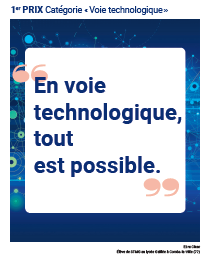 1er PRIX Catégorie « Voie technologique »
“
En voie
technologique,
tout
est possible.
”